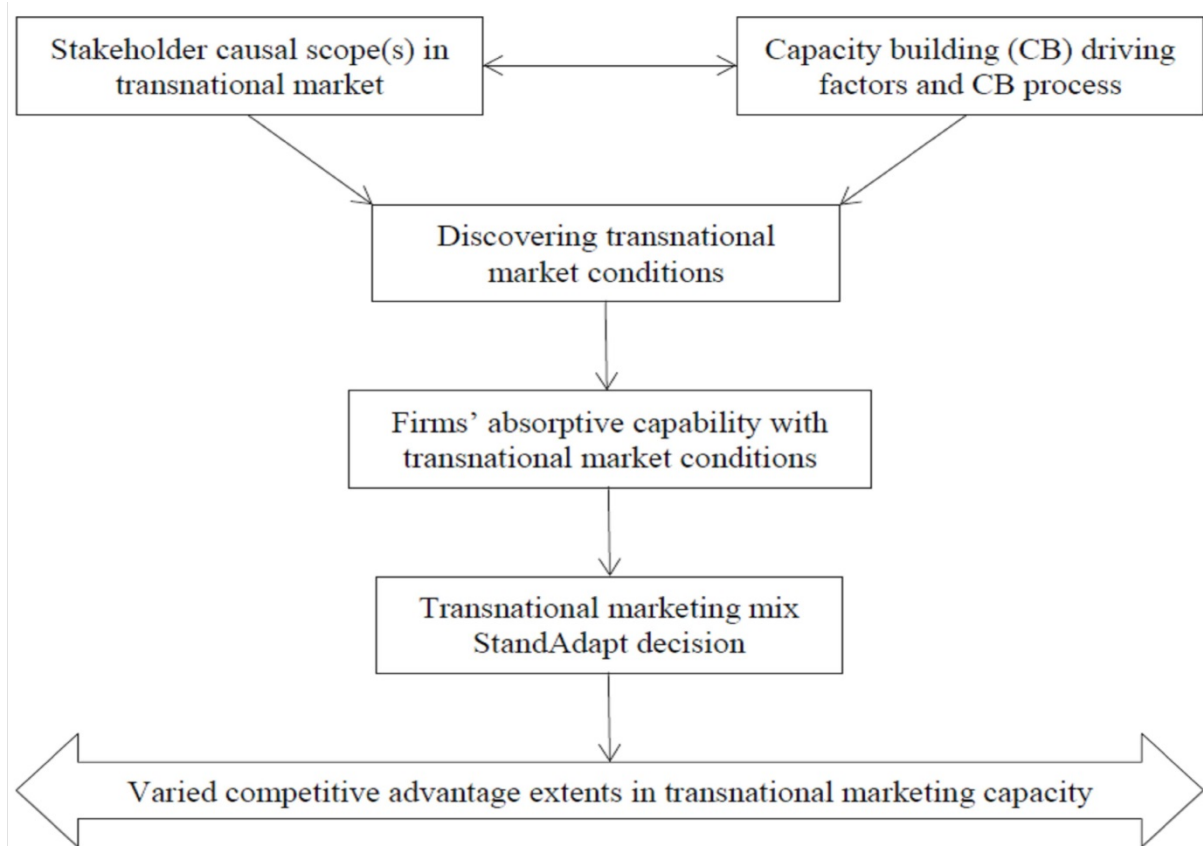 Stakeholder causal scope(s) in
transnational market
Capacity building (CB) driving
factors and CB process
Discovering transnational
market conditions
Firms’ absorptive capability with
transnational market conditions
Transnational marketing mix
StandAdapt decision
Varied competitive advantage extents in transnational marketing capacity